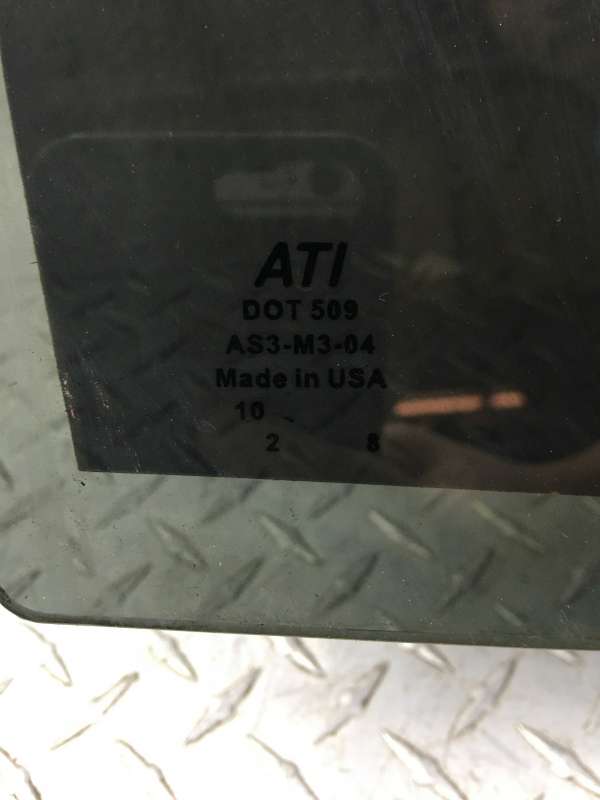 ATI
DOT 509
AS3-M3-04
Made in USA
10
2 8